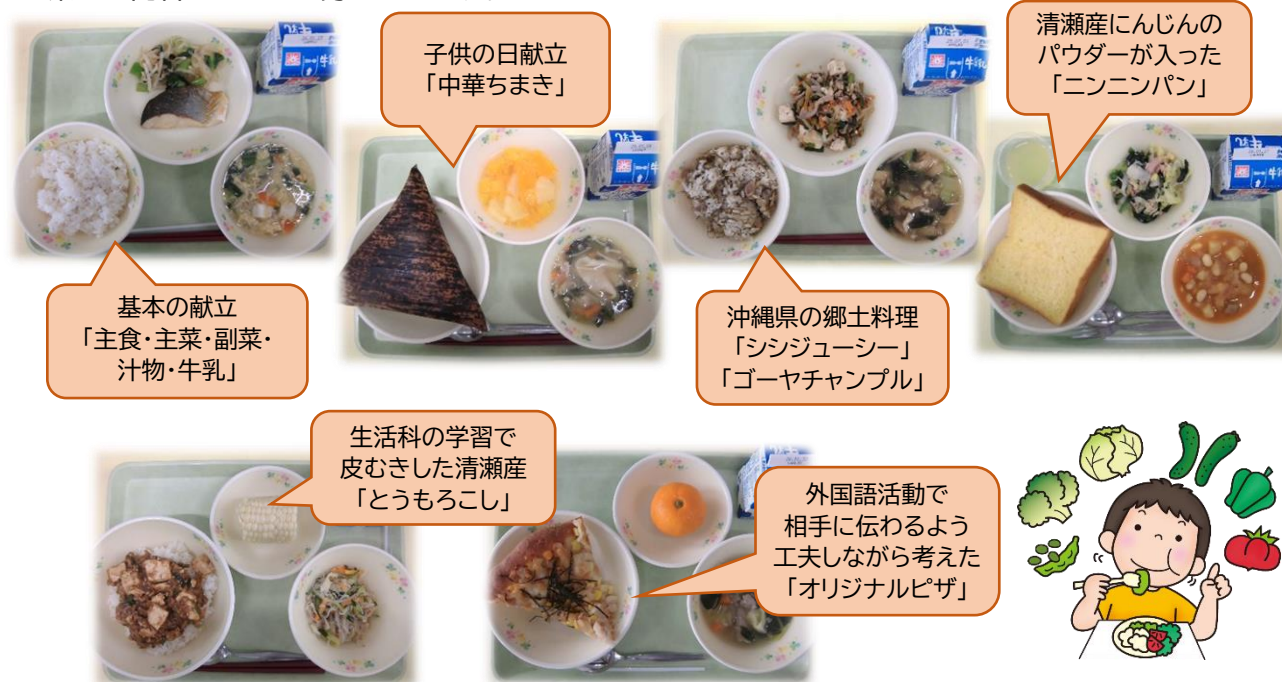 子供の日献立
「中華ちまき」
清瀬産にんじんの
パウダーが入った
「ニンニンパン」
基本の献立
「主食・主菜・副菜・
汁物・牛乳」
沖縄県の郷土料理
「シシジューシー」
「ゴーヤチャンプル」
生活科の学習で
皮むきした清瀬産
「とうもろこし」
外国語活動で
相手に伝わるよう
工夫しながら考えた
「オリジナルピザ」